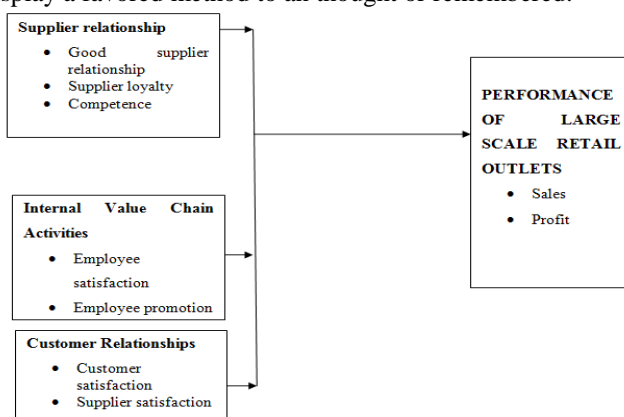 splay a favored method to an thought of remembered.
Supplier relationship
• Good supplier
relationship
• Supplier loyalty
• Competence
PERFORMANCE
OF LARGE
SCALE RETAIL
OUTLETS
• Sales
• Profit
Internal Value Chain
Activities
• Employee
satisfaction
• Employee promotion
Customer Relationships
• Customer
satisfaction
• Supplier satisfaction